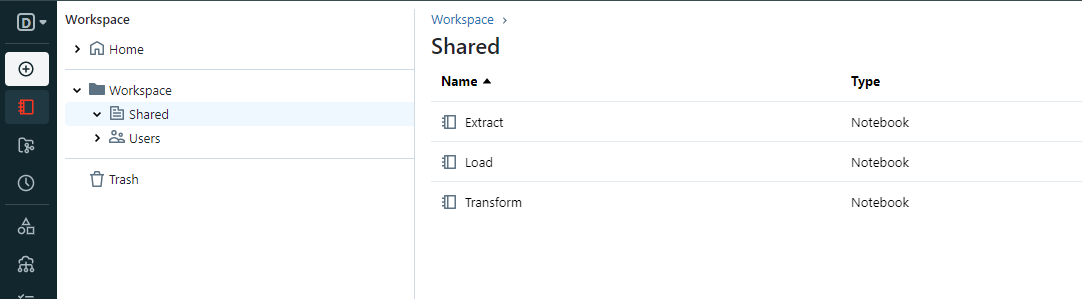 D
Workspace
Home
Workspace
Shared
Users
Trash
Workspace
Shared
Name Type
Extract Notebook
Load Notebook
Transform Notebook